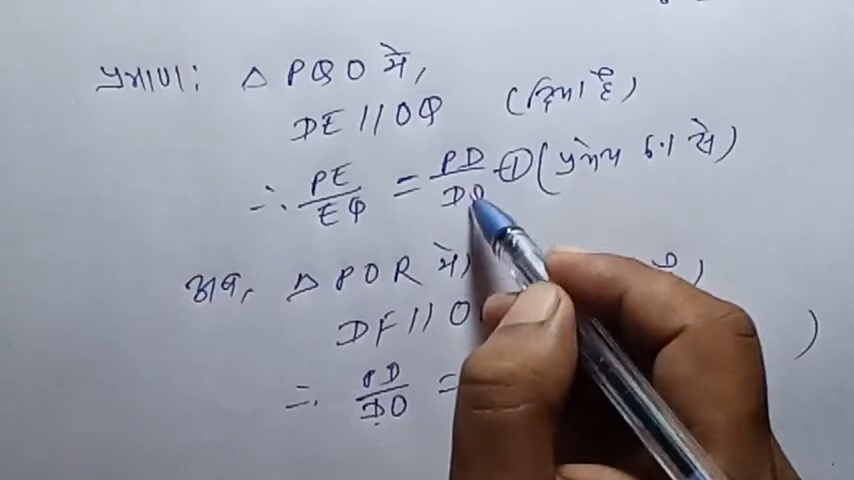 प्रमाण: △ PQO में,
DE || OQ (दिया है)
∴ PE/EQ = PD/DO ① (प्रमेय 6.1 से)
अब, △ POR में,
DF || O
∴ PD/DO =